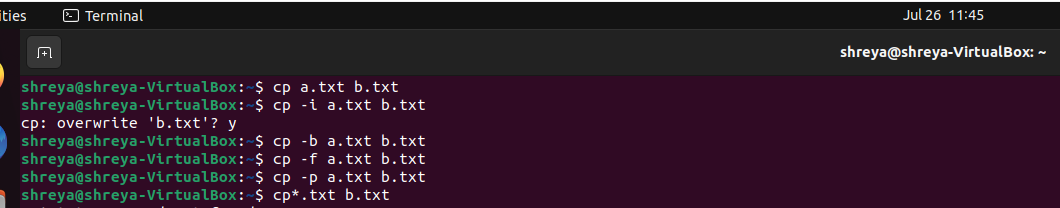 ities Terminal Jul 26 11:45
shreya@shreya-VirtualBox: ~
shreya@shreya-VirtualBox:~$ cp a.txt b.txt
shreya@shreya-VirtualBox:~$ cp -i a.txt b.txt
cp: overwrite 'b.txt'? y
shreya@shreya-VirtualBox:~$ cp -b a.txt b.txt
shreya@shreya-VirtualBox:~$ cp -f a.txt b.txt
shreya@shreya-VirtualBox:~$ cp -p a.txt b.txt
shreya@shreya-VirtualBox:~$ cp*.txt b.txt